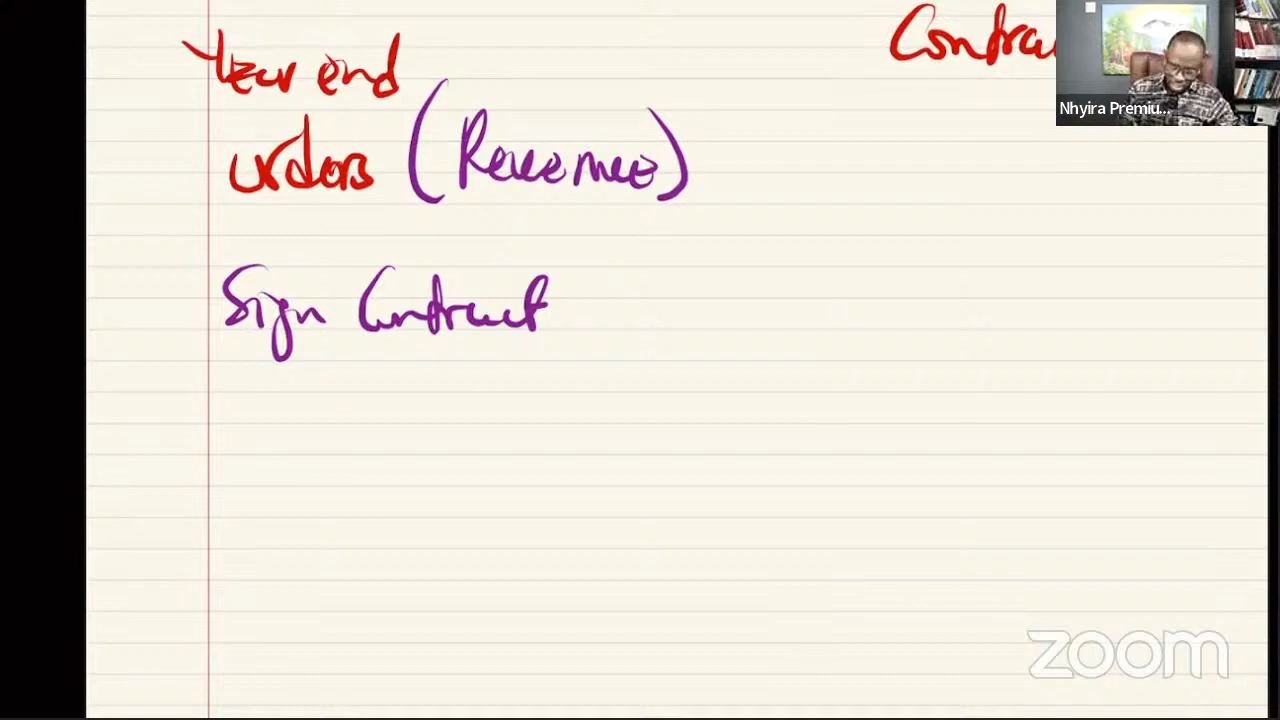 Year end
Contra
Nhyira Premiu...
orders (Revenue)
Sign Contract
zoom